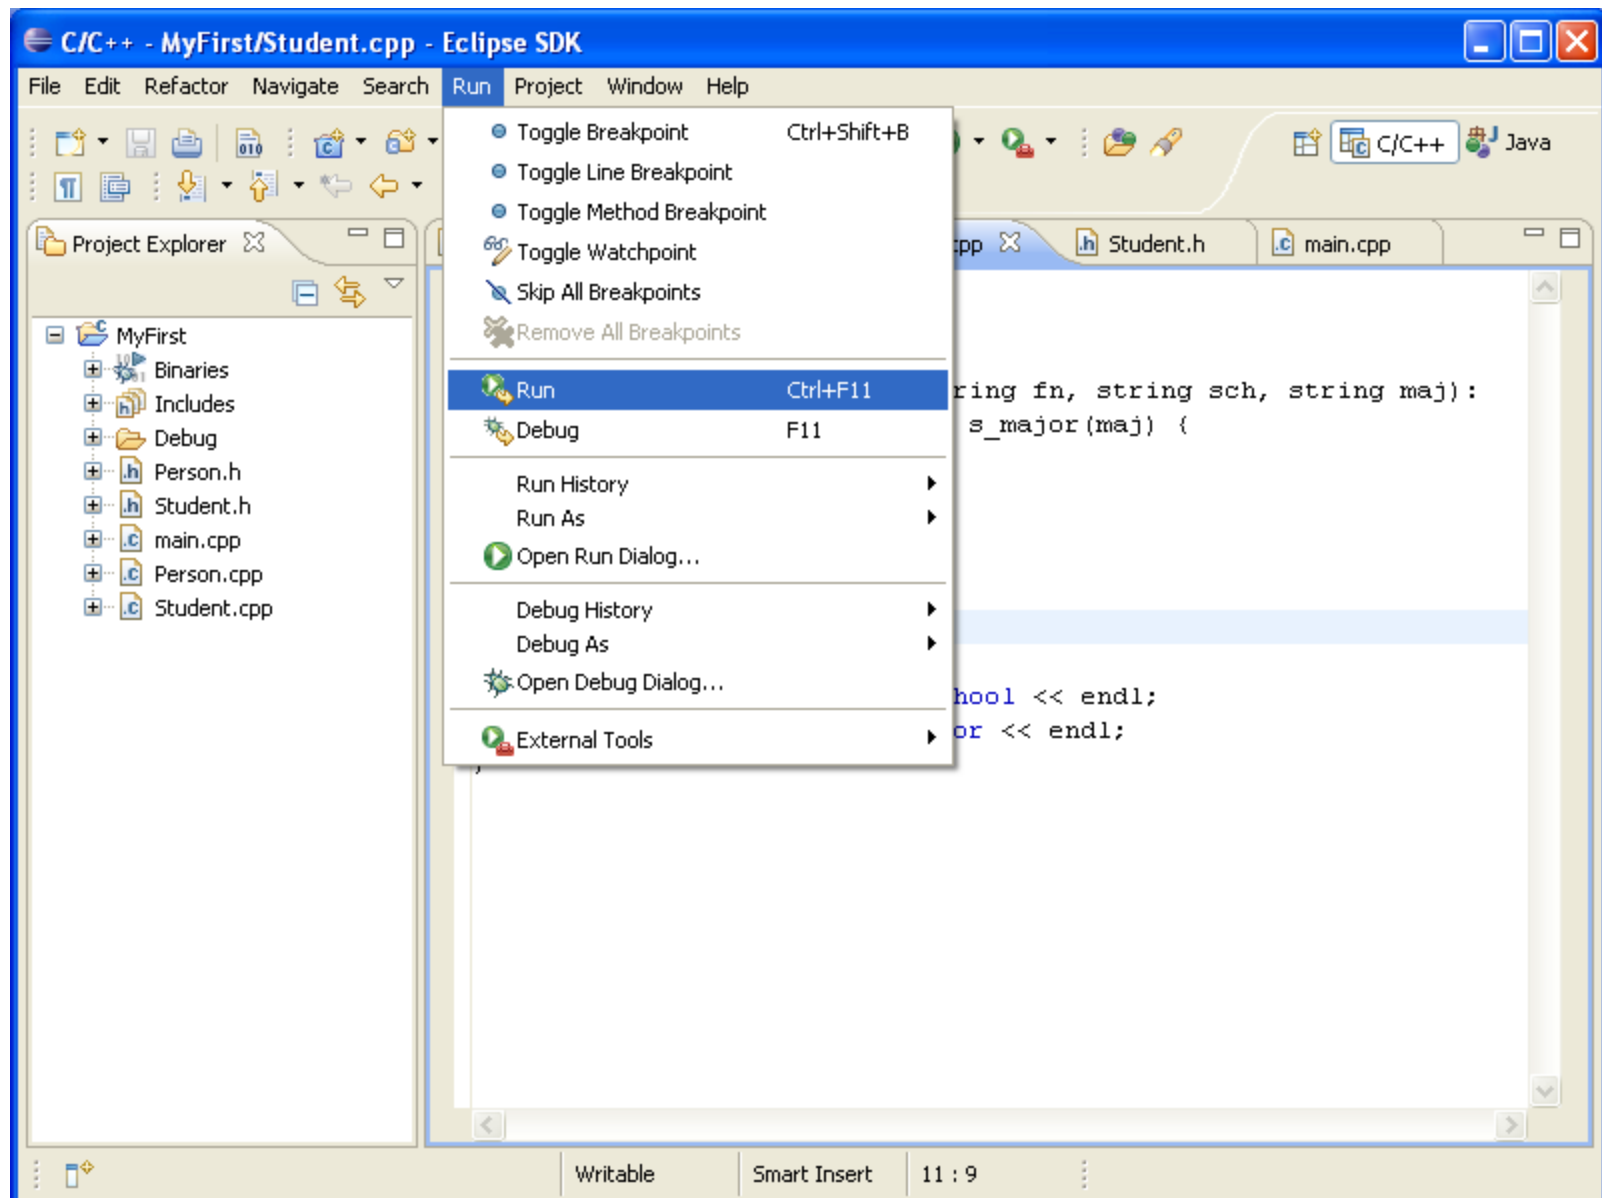 C/C++ - MyFirst/Student.cpp - Eclipse SDK
File Edit Refactor Navigate Search Run Project Window Help
C/C++ Java
Project Explorer
MyFirst
Binaries
Includes
Debug
Person.h
Student.h
main.cpp
Person.cpp
Student.cpp
Toggle Breakpoint Ctrl+Shift+B
Toggle Line Breakpoint
Toggle Method Breakpoint
Toggle Watchpoint
Skip All Breakpoints
Remove All Breakpoints
Run Ctrl+F11
Debug F11
Run History
Run As
Open Run Dialog...
Debug History
Debug As
Open Debug Dialog...
External Tools
cpp Student.h main.cpp
ring fn, string sch, string maj):
s_major(maj) {
hool << endl;
or << endl;
Writable Smart Insert 11 : 9